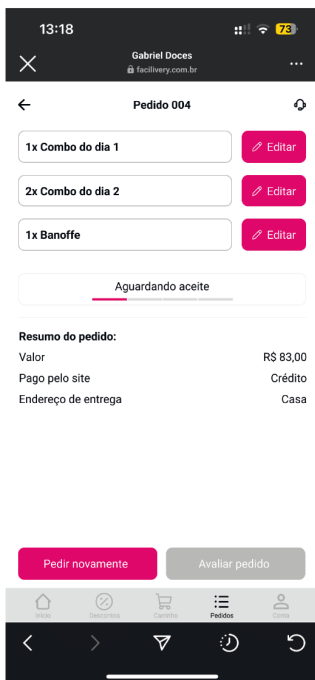 13:18
73
Gabriel Doces
facilivery.com.br
Pedido 004
1x Combo do dia 1
Editar
2x Combo do dia 2
Editar
1x Banoffe
Editar
Aguardando aceite
Resumo do pedido:
Valor R$ 83,00
Pago pelo site Crédito
Endereço de entrega Casa
Pedir novamente
Avaliar pedido
Início Descontos Carrinho Pedidos Conta